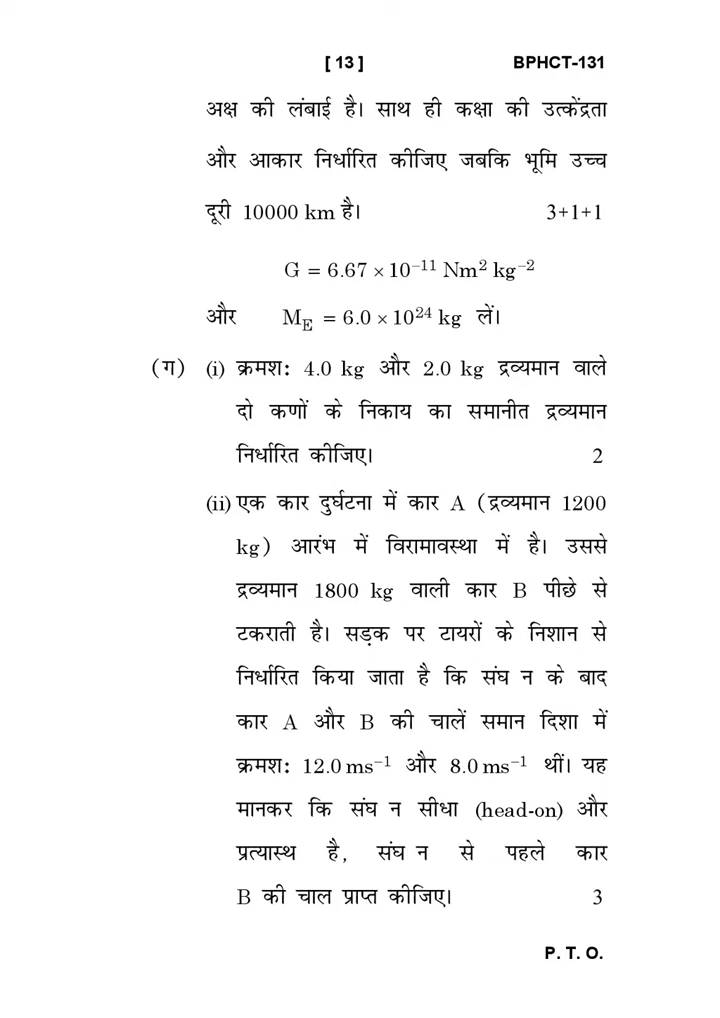 [ 13 ] BPHCT-131
अक्ष की लंबाई है। साथ ही कक्षा की उत्केंद्रता
और आकार निर्धारित कीजिए जबकि भूमि उच्च
दूरी 10000 km है। 3+1+1
G = 6.67 × 10⁻¹¹ Nm² kg⁻²
और M_E = 6.0 × 10²⁴ kg लें।
(ग) (i) क्रमश: 4.0 kg और 2.0 kg द्रव्यमान वाले
दो कणों के निकाय का समानीत द्रव्यमान
निर्धारित कीजिए। 2
(ii) एक कार दुर्घटना में कार A (द्रव्यमान 1200
kg) आरंभ में विरामावस्था में है। उससे
द्रव्यमान 1800 kg वाली कार B पीछे से
टकराती है। सड़क पर टायरों के निशान से
निर्धारित किया जाता है कि संघ न के बाद
कार A और B की चालें समान दिशा में
क्रमश: 12.0 ms⁻¹ और 8.0 ms⁻¹ थीं। यह
मानकर कि संघ न सीधा (head-on) और
प्रत्यास्थ है, संघ न से पहले कार
B की चाल प्राप्त कीजिए। 3
P. T. O.